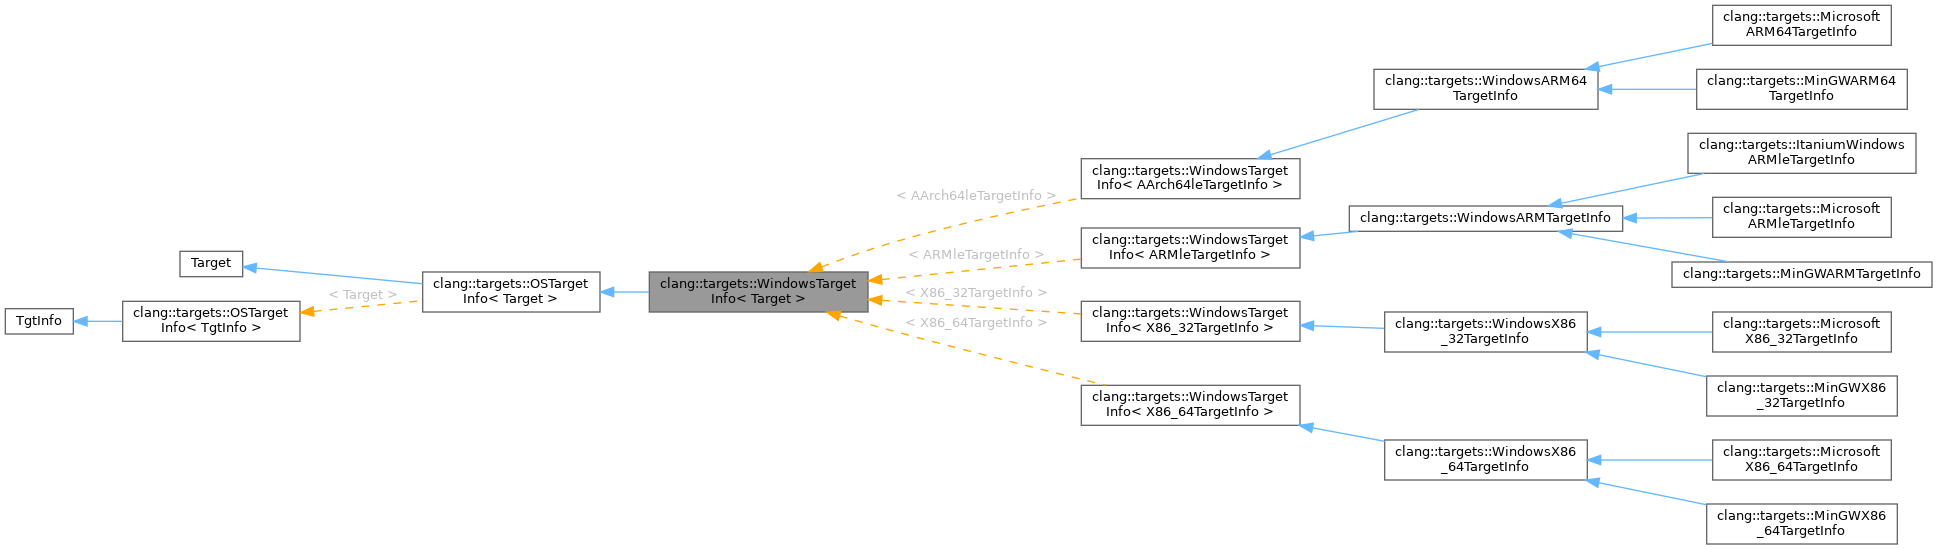 TgtInfo
Target
clang::targets::OSTarget
Info< TgtInfo >
< Target >
clang::targets::OSTarget
Info< Target >
clang::targets::WindowsTarget
Info< Target >
< AArch64leTargetInfo >
< ARMleTargetInfo >
< X86_32TargetInfo >
< X86_64TargetInfo >
clang::targets::WindowsTarget
Info< AArch64leTargetInfo >
clang::targets::WindowsTarget
Info< ARMleTargetInfo >
clang::targets::WindowsTarget
Info< X86_32TargetInfo >
clang::targets::WindowsTarget
Info< X86_64TargetInfo >
clang::targets::WindowsARM64
TargetInfo
clang::targets::WindowsARMTargetInfo
clang::targets::WindowsX86
_32TargetInfo
clang::targets::WindowsX86
_64TargetInfo
clang::targets::Microsoft
ARM64TargetInfo
clang::targets::MinGWARM64
TargetInfo
clang::targets::ItaniumWindows
ARMleTargetInfo
clang::targets::Microsoft
ARMleTargetInfo
clang::targets::MinGWARMTargetInfo
clang::targets::Microsoft
X86_32TargetInfo
clang::targets::MinGWX86
_32TargetInfo
clang::targets::Microsoft
X86_64TargetInfo
clang::targets::MinGWX86
_64TargetInfo